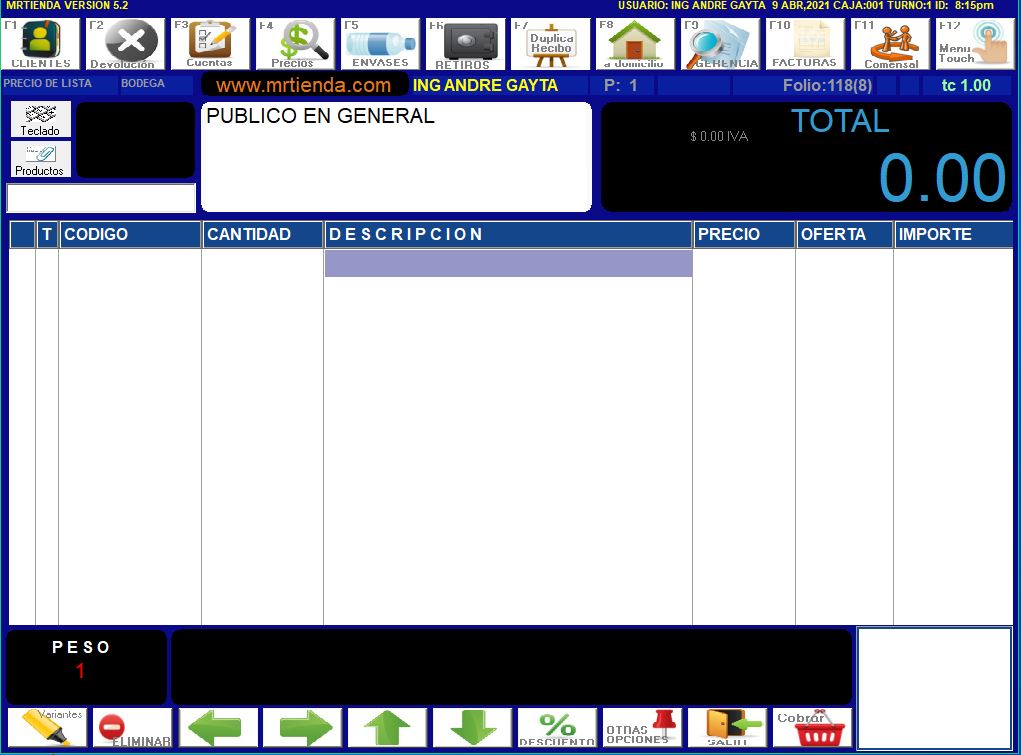 MRTIENDA VERSION 5.2
USUARIO: ING ANDRE GAYTA 9 ABR,2021 CAJA:001 TURNO:1 ID: 8:15pm
F1 CLIENTES
F2 Devolución
F3 Cuentas
F4 Precios
F5 ENVASES
F6 RETIROS
F7 Duplica Recibo
F8 a domicilio
F9 GERENCIA
F10 FACTURAS
F11 Comensal
F12 Menu Touch
PRECIO DE LISTA
BODEGA
www.mrtienda.com
ING ANDRE GAYTA
P: 1
Folio:118(8)
tc 1.00
Teclado
Productos
PUBLICO EN GENERAL
$ 0.00 IVA
TOTAL
0.00
T CODIGO CANTIDAD D E S C R I P C I O N PRECIO OFERTA IMPORTE
P E S O
1
Variantes
ELIMINAR
DESCUENTO
OTRAS OPCIONES
SALIR
Cobrar